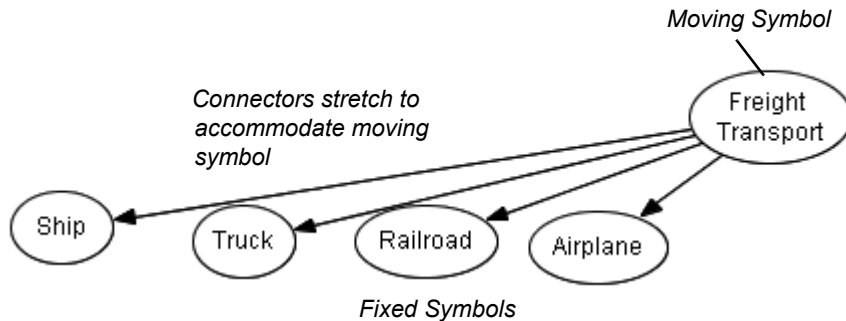 Moving Symbol
Freight
Transport
Connectors stretch to
accommodate moving
symbol
Ship
Truck
Railroad
Airplane
Fixed Symbols